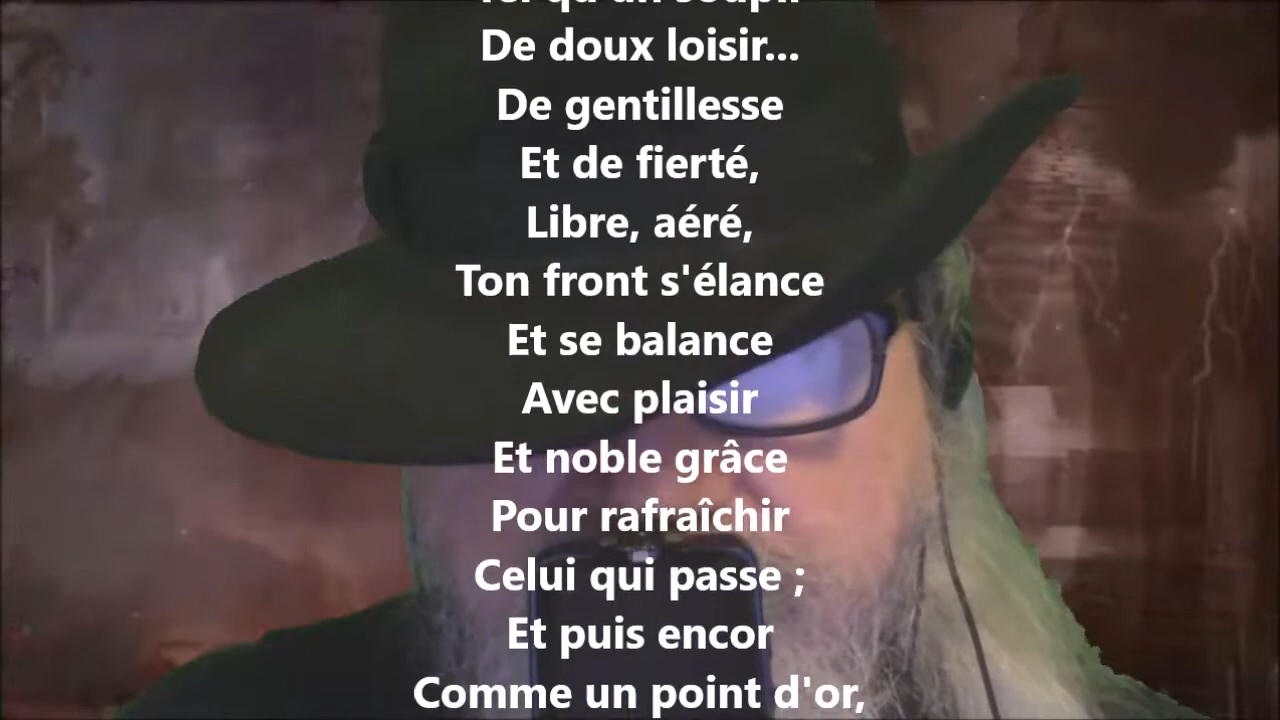 De doux loisir...
De gentillesse
Et de fierté,
Libre, aéré,
Ton front s'élance
Et se balance
Avec plaisir
Et noble grâce
Pour rafraîchir
Celui qui passe ;
Et puis encor
Comme un point d'or,